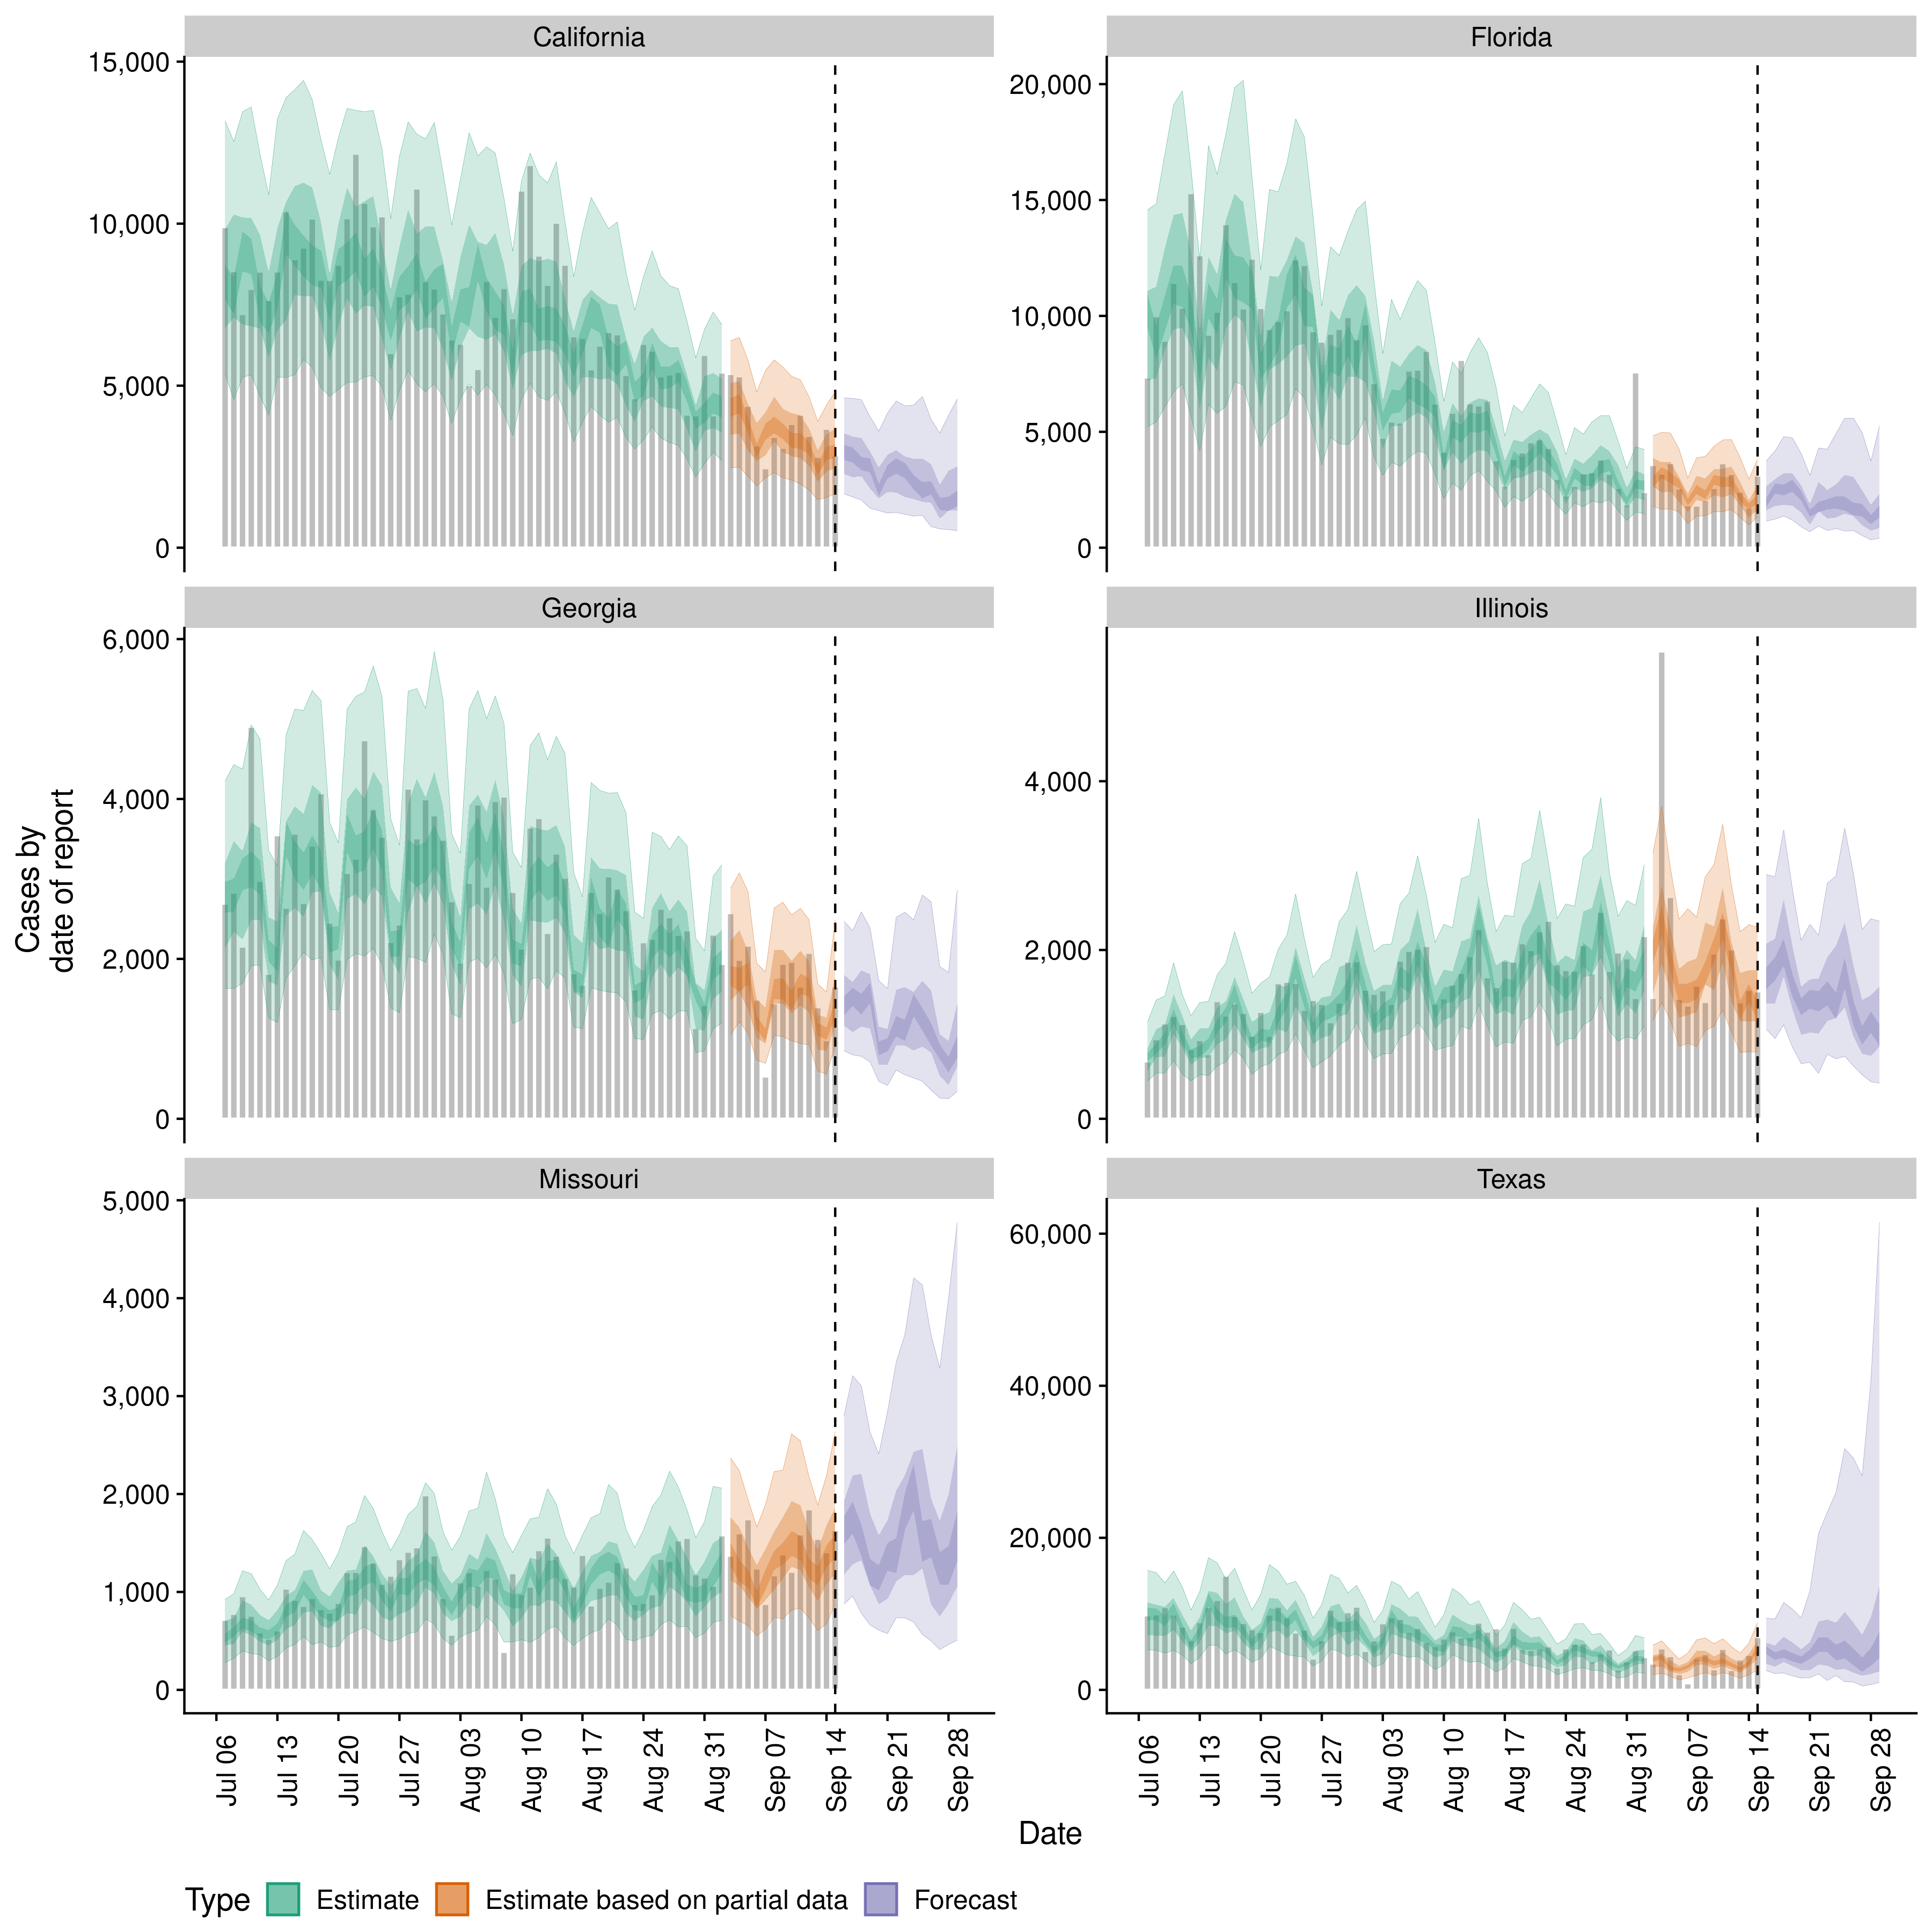 California
Florida
15,000
10,000
5,000
0
20,000
15,000
10,000
5,000
0
Georgia
Illinois
6,000
4,000
2,000
0
4,000
2,000
0
Missouri
Texas
5,000
4,000
3,000
2,000
1,000
0
60,000
40,000
20,000
0
Cases by
date of report
Jul 06
Jul 13
Jul 20
Jul 27
Aug 03
Aug 10
Aug 17
Aug 24
Aug 31
Sep 07
Sep 14
Sep 21
Sep 28
Jul 06
Jul 13
Jul 20
Jul 27
Aug 03
Aug 10
Aug 17
Aug 24
Aug 31
Sep 07
Sep 14
Sep 21
Sep 28
Date
Type Estimate Estimate based on partial data Forecast